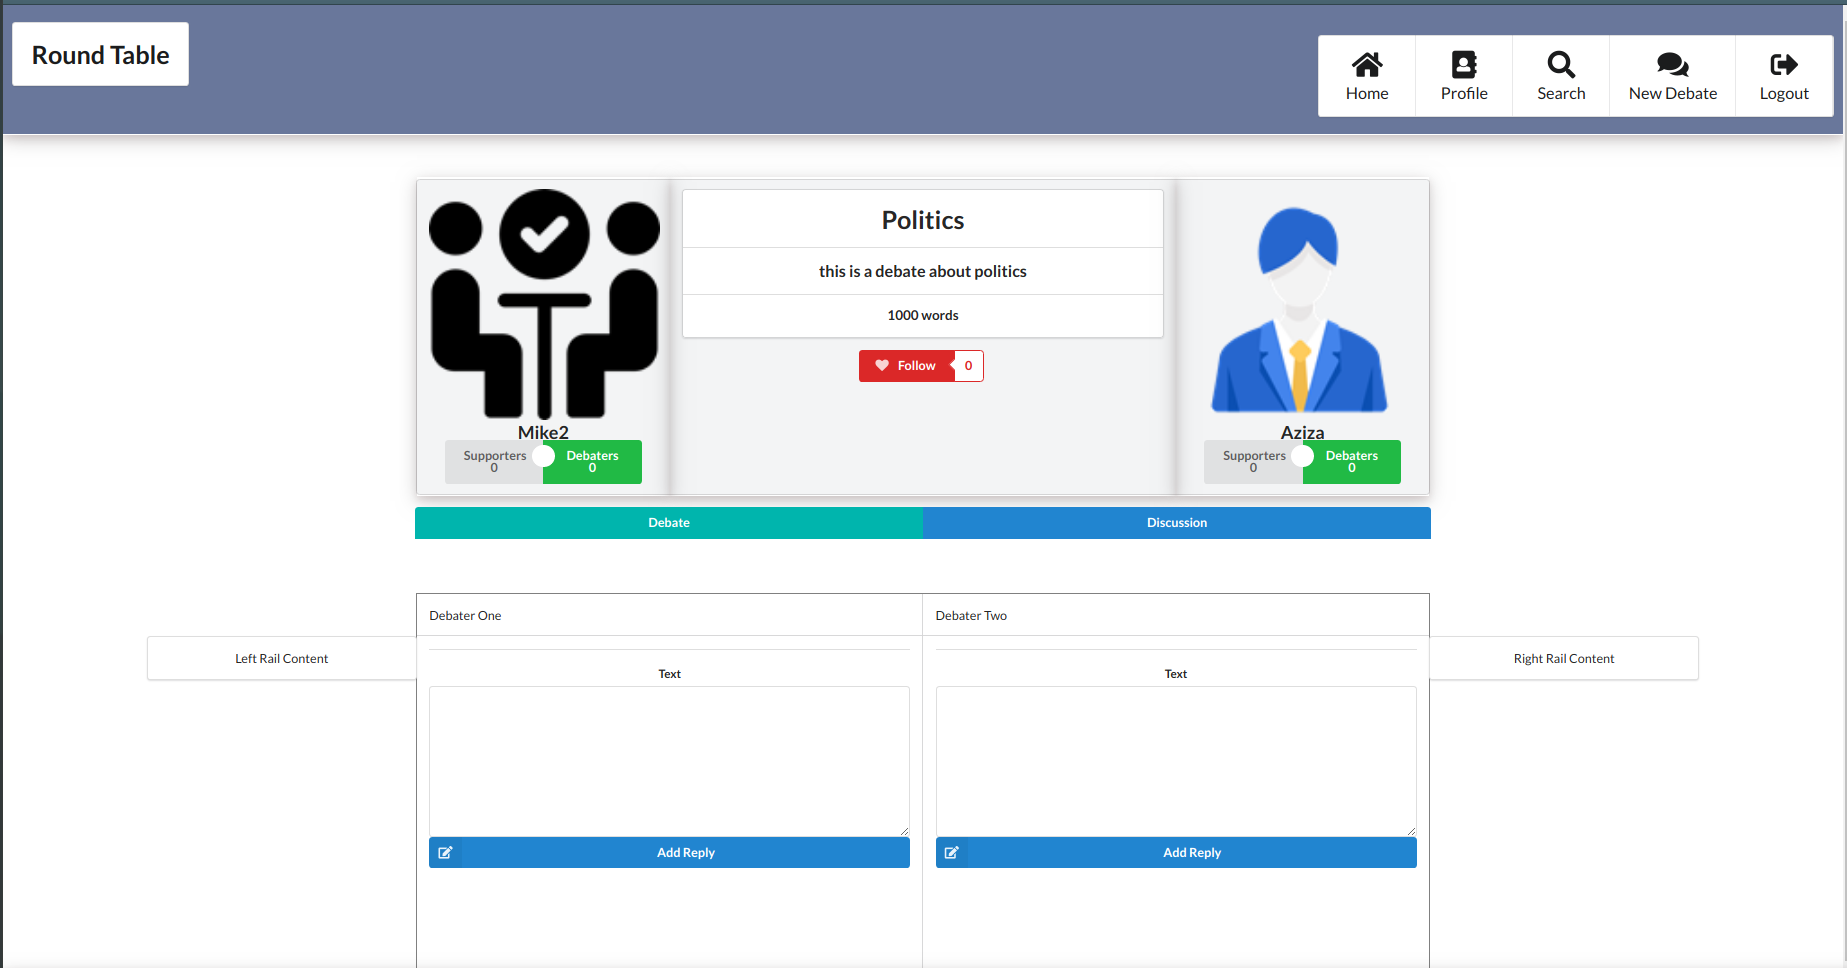 Round Table
Home
Profile
Search
New Debate
Logout
Politics
this is a debate about politics
1000 words
Follow 0
Mike2
Supporters
0
Debaters
0
Aziza
Supporters
0
Debaters
0
Debate
Discussion
Debater One
Debater Two
Left Rail Content
Right Rail Content
Text
Text
Add Reply
Add Reply